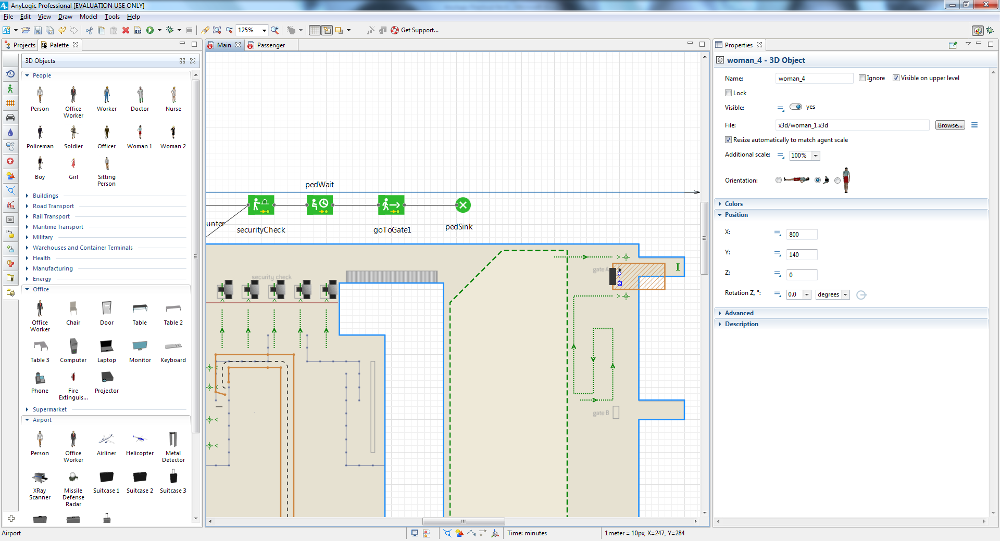 AnyLogic Professional [EVALUATION USE ONLY]
File Edit View Draw Model Tools Help
125% Get Support...
Projects Palette
Main Passenger
Properties
3D Objects
People
Person Office Worker Worker Doctor Nurse
Policeman Soldier Officer Woman 1 Woman 2
Boy Girl Sitting Person
Buildings
Road Transport
Rail Transport
Maritime Transport
Military
Warehouses and Container Terminals
Health
Manufacturing
Energy
Office
Office Worker Chair Door Table Table 2
Table 3 Computer Laptop Monitor Keyboard
Phone Fire Extinguis... Projector
Supermarket
Airport
Person Office Worker Airliner Helicopter Metal Detector
XRay Scanner Missile Defense Radar Suitcase 1 Suitcase 2 Suitcase 3
OK
pedWait
unter
securityCheck
goToGate1
pedSink
security check
gate A
gate B
woman_4 - 3D Object
Name: woman_4 Ignore Visible on upper level
Lock
Visible: yes
File: x3d/woman_1.x3d Browse...
Resize automatically to match agent scale
Additional scale: 100%
Orientation:
Colors
Position
X: 800
Y: 140
Z: 0
Rotation Z, °: 0.0 degrees
Advanced
Description
Airport
Time: minutes
1meter = 10px, X=247, Y=284